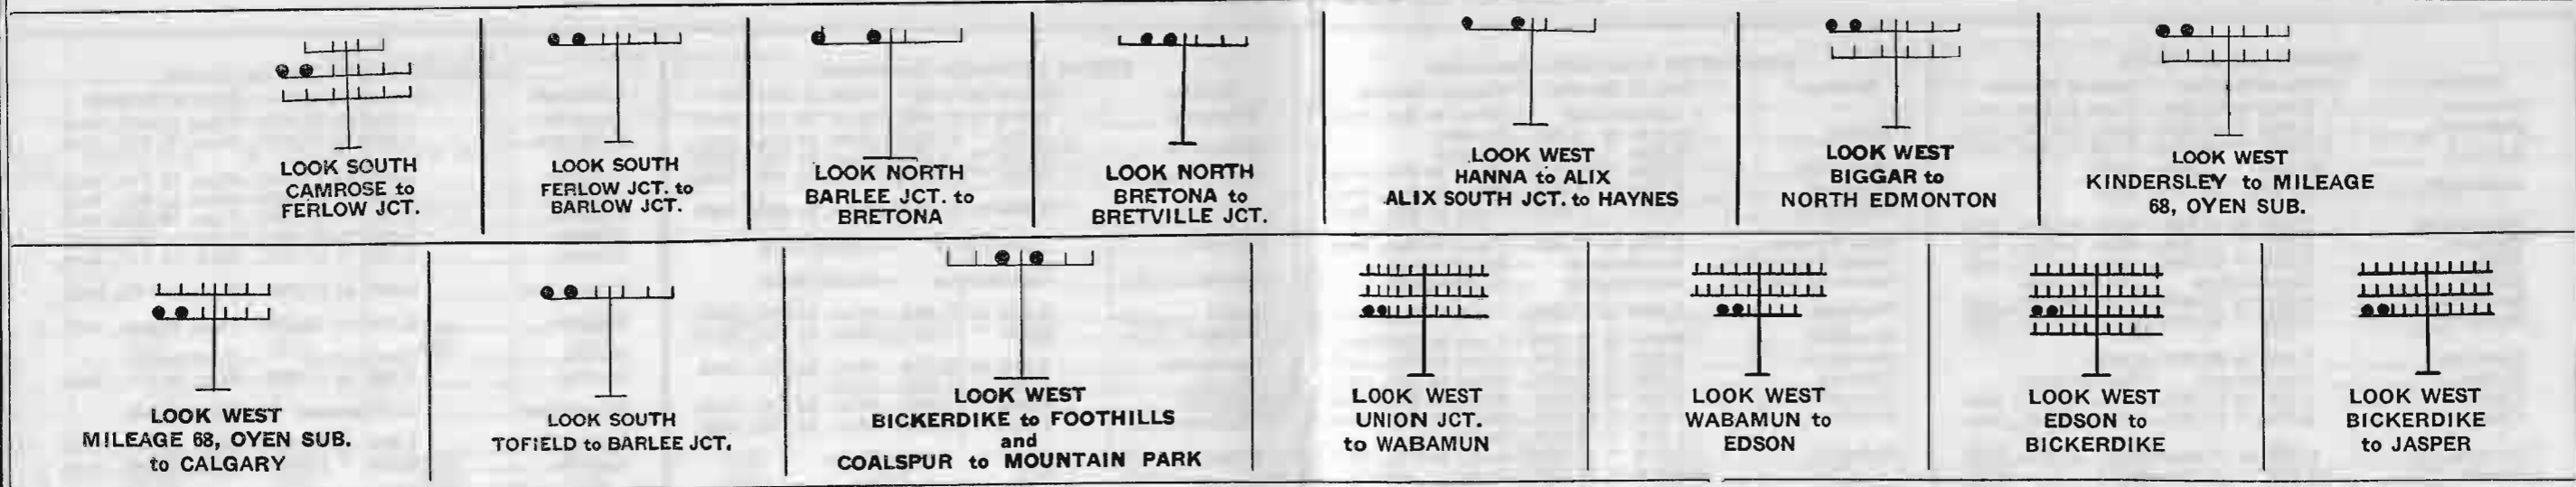 LOOK SOUTH
CAMROSE to
FERLOW JCT.
LOOK SOUTH
FERLOW JCT. to
BARLOW JCT.
LOOK NORTH
BARLEE JCT. to
BRETONA
LOOK NORTH
BRETONA to
BRETVILLE JCT.
LOOK WEST
HANNA to ALIX
ALIX SOUTH JCT. to HAYNES
LOOK WEST
BIGGAR to
NORTH EDMONTON
LOOK WEST
KINDERSLEY to MILEAGE
68, OYEN SUB.
LOOK WEST
MILEAGE 68, OYEN SUB.
to CALGARY
LOOK SOUTH
TOFIELD to BARLEE JCT.
LOOK WEST
BICKERDIKE to FOOTHILLS
and
COALSPUR to MOUNTAIN PARK
LOOK WEST
UNION JCT.
to WABAMUN
LOOK WEST
WABAMUN to
EDSON
LOOK WEST
EDSON to
BICKERDIKE
LOOK WEST
BICKERDIKE
to JASPER